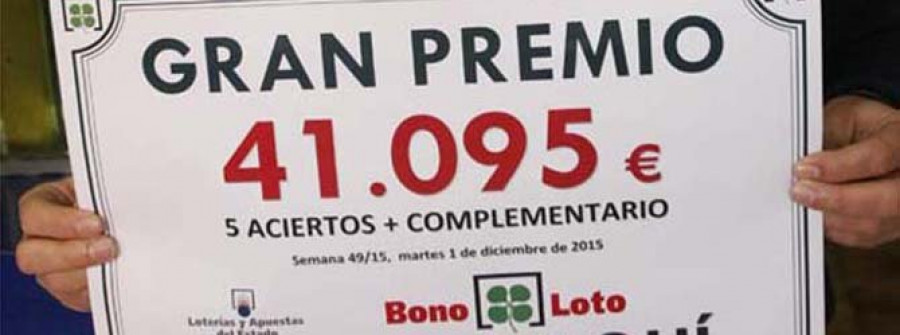 GRAN PREMIO
41.095 €
5 ACIERTOS + COMPLEMENTARIO
Semana 49/15, martes 1 de diciembre de 2015
Loterías y Apuestas
del Estado
Bono Loto